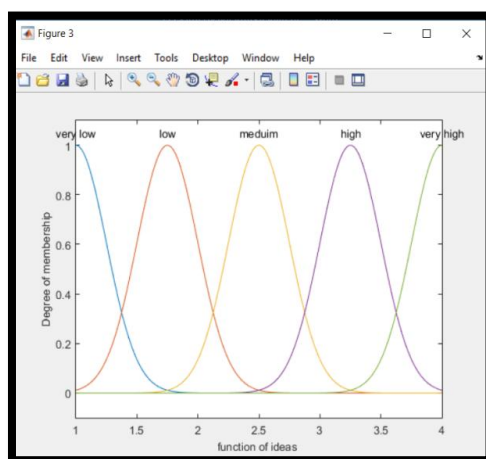 Figure 3
File Edit View Insert Tools Desktop Window Help
very low low meduim high very high
1
0.8
0.6
0.4
0.2
0
Degree of membership
1 1.5 2 2.5 3 3.5 4
function of ideas